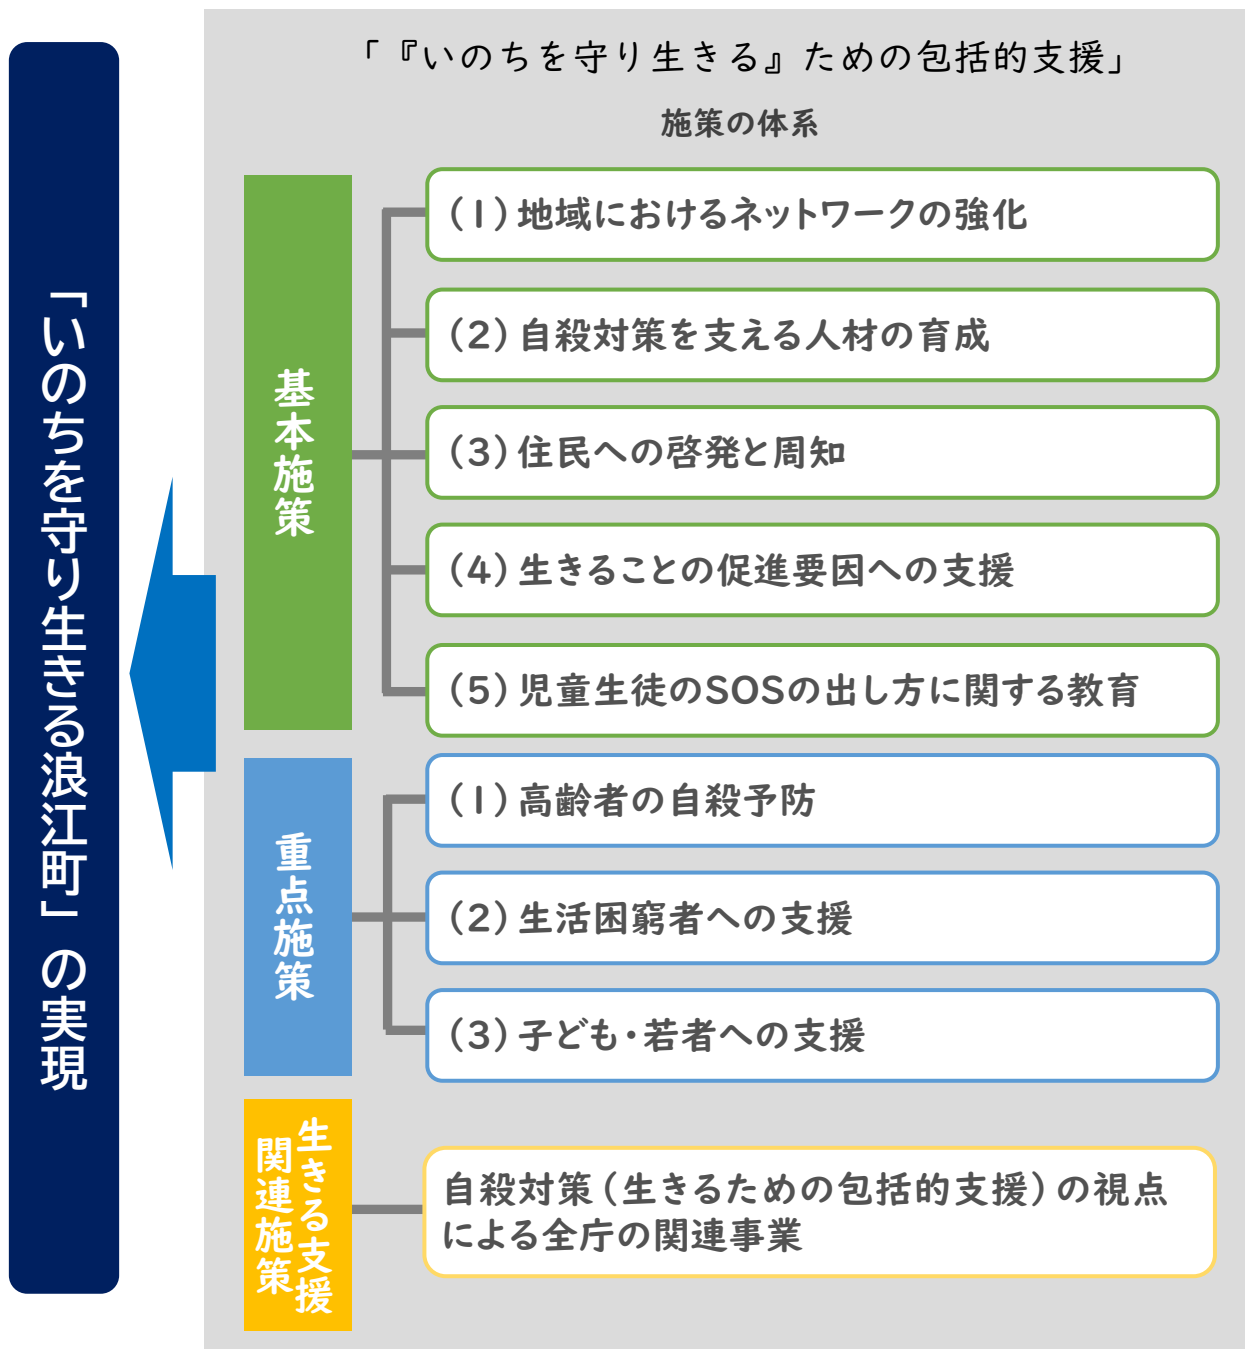 「『いのちを守り生きる』ための包括的支援」
施策の体系
「いのちを守り生きる浪江町」の実現
基本施策
(1)地域におけるネットワークの強化
(2)自殺対策を支える人材の育成
(3)住民への啓発と周知
(4)生きることの促進要因への支援
(5)児童生徒のSOSの出し方に関する教育
重点施策
(1)高齢者の自殺予防
(2)生活困窮者への支援
(3)子ども・若者への支援
生きる支援
関連施策
自殺対策(生きるための包括的支援)の視点
による全庁の関連事業